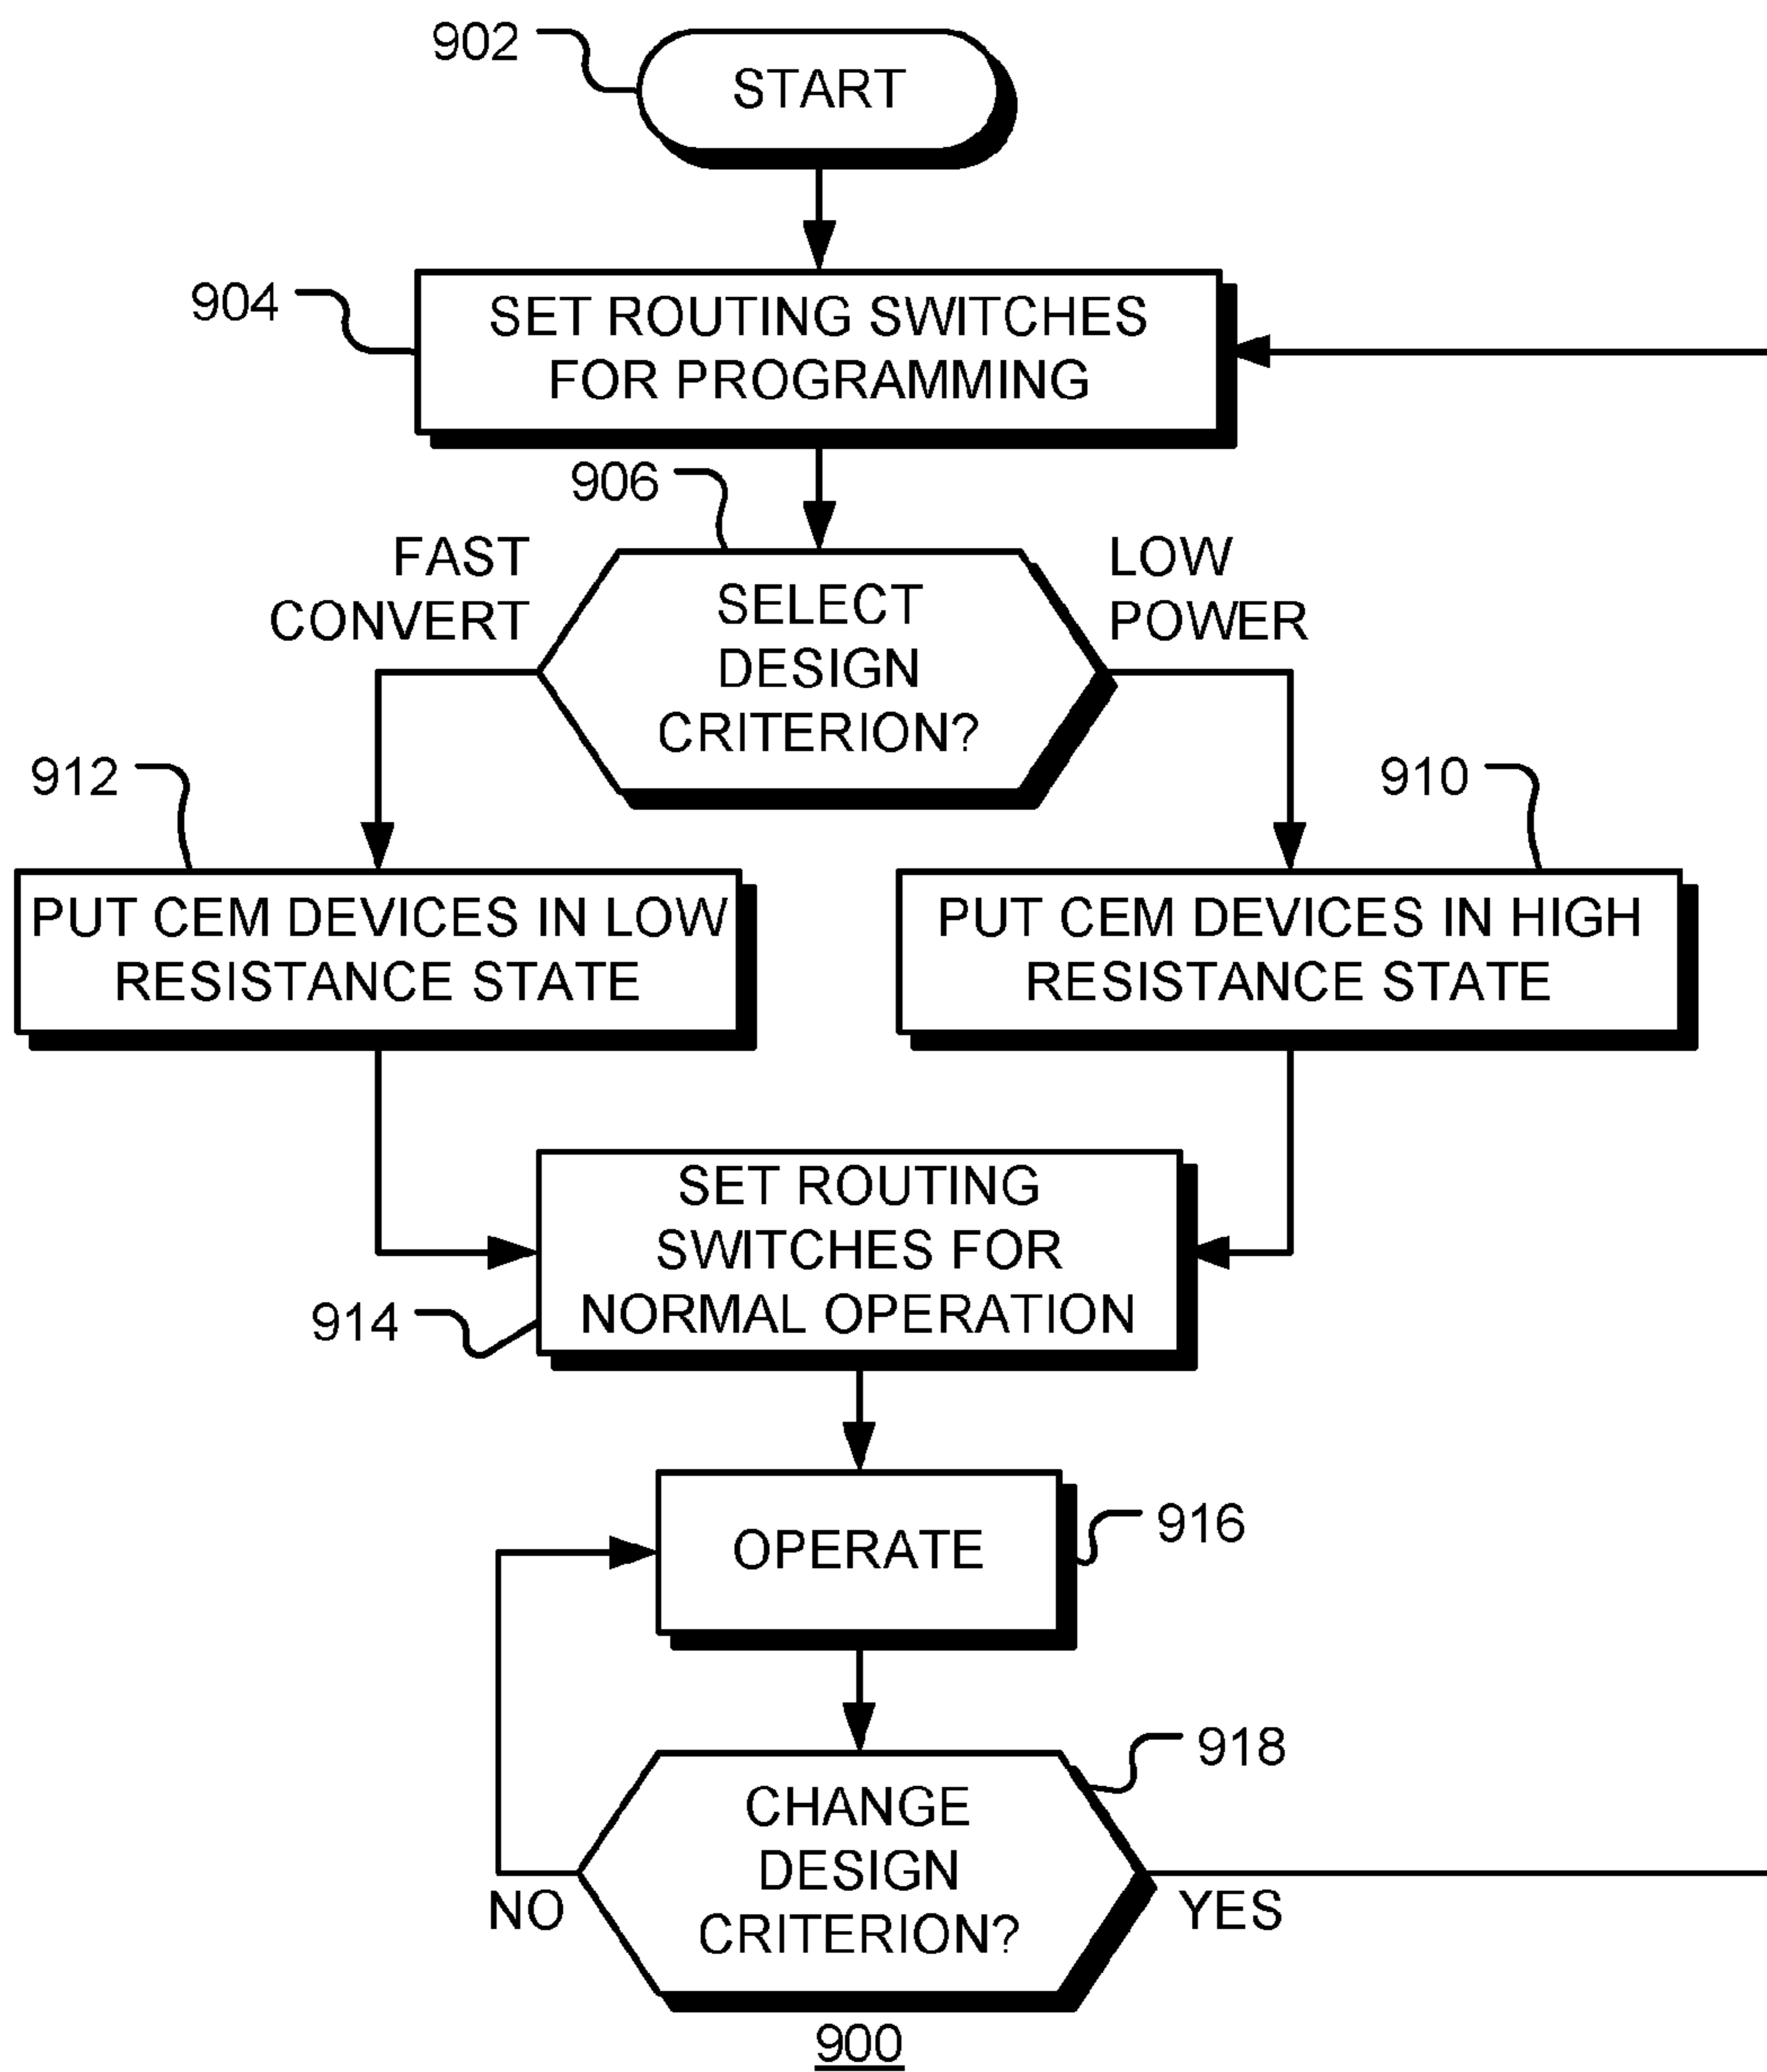 902
START
904
SET ROUTING SWITCHES
FOR PROGRAMMING
906
FAST
CONVERT
SELECT
DESIGN
CRITERION?
LOW
POWER
912
910
PUT CEM DEVICES IN LOW
RESISTANCE STATE
PUT CEM DEVICES IN HIGH
RESISTANCE STATE
SET ROUTING
SWITCHES FOR
NORMAL OPERATION
914
OPERATE
916
918
CHANGE
DESIGN
CRITERION?
NO
YES
900